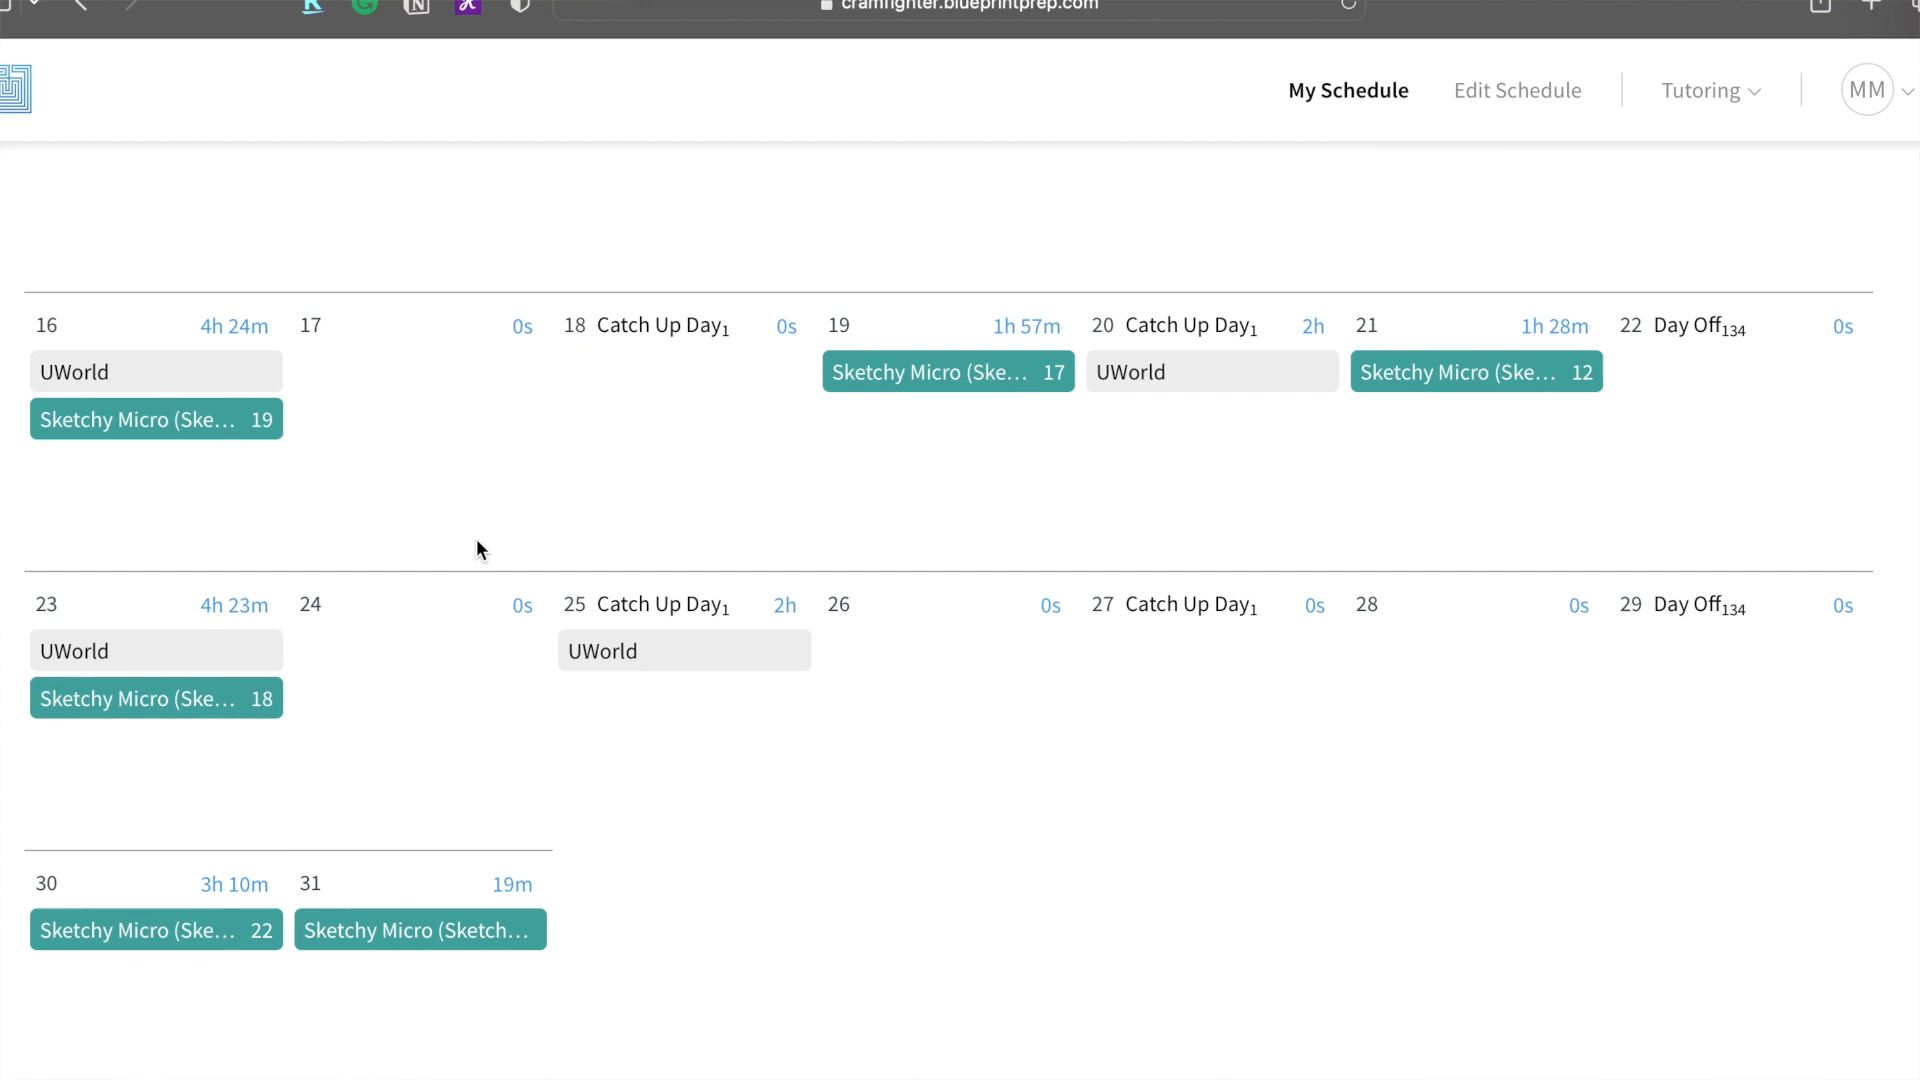 cramfighter.blueprintprep.com
My Schedule
Edit Schedule
Tutoring
MM
16 4h 24m
UWorld
Sketchy Micro (Ske... 19
17 0s
18 Catch Up Day1 0s
19 1h 57m
Sketchy Micro (Ske... 17
20 Catch Up Day1 2h
UWorld
21 1h 28m
Sketchy Micro (Ske... 12
22 Day Off134 0s
23 4h 23m
UWorld
Sketchy Micro (Ske... 18
24 0s
25 Catch Up Day1 2h
UWorld
26 0s
27 Catch Up Day1 0s
28 0s
29 Day Off134 0s
30 3h 10m
Sketchy Micro (Ske... 22
31 19m
Sketchy Micro (Sketch...